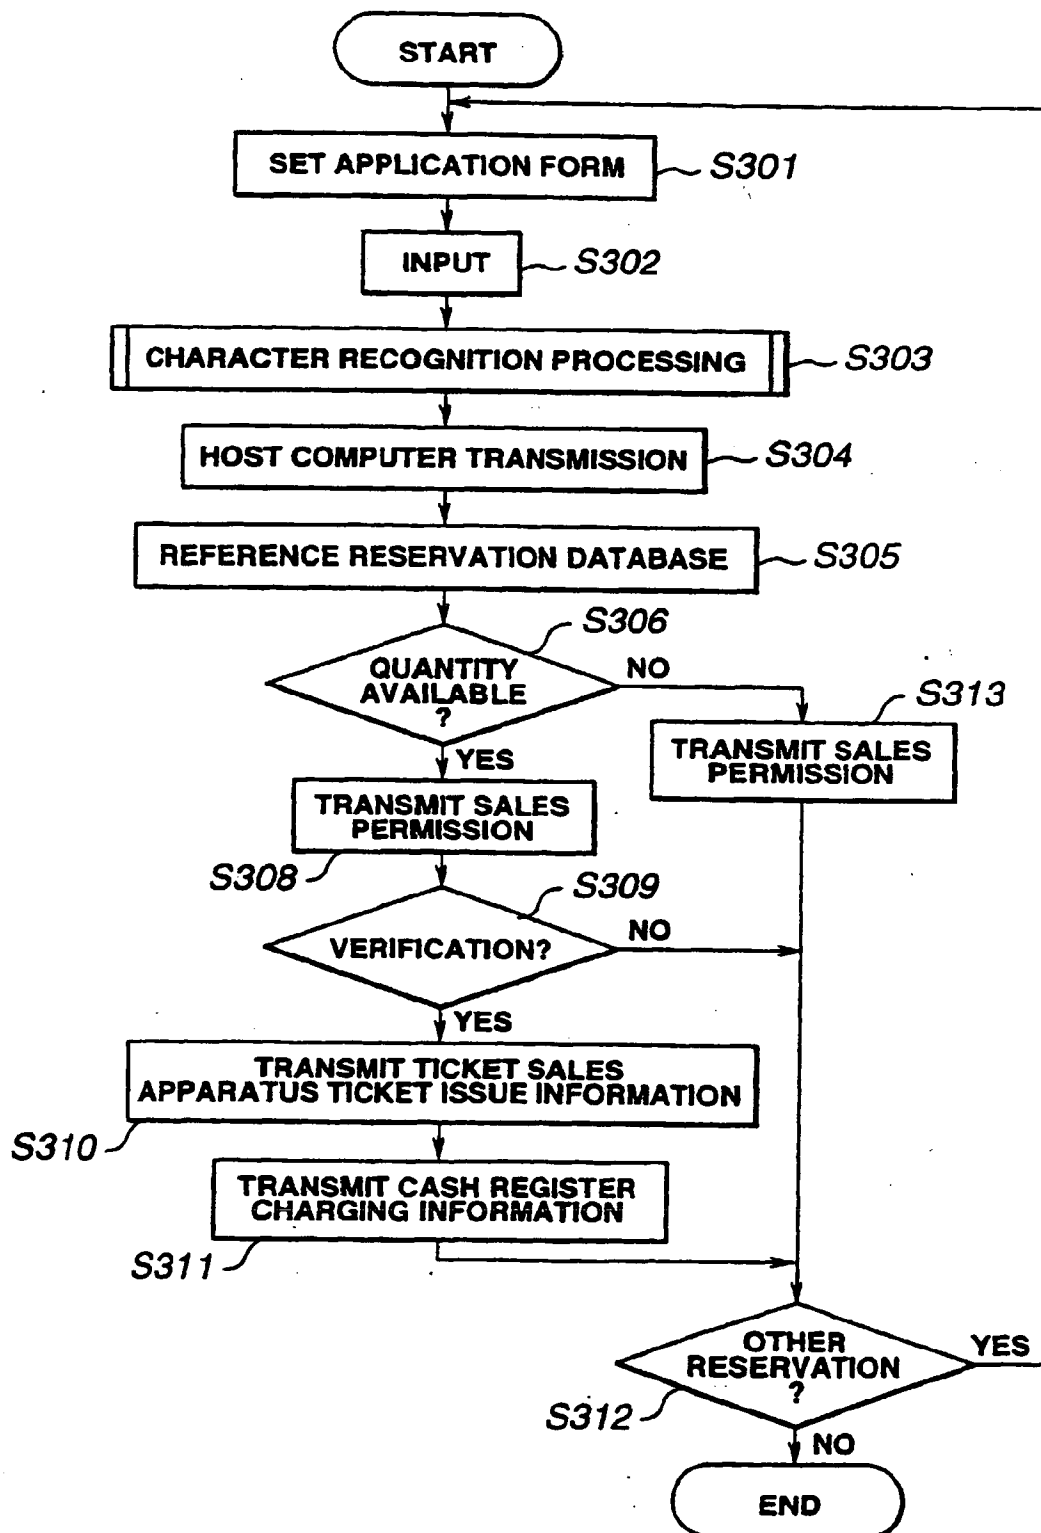 START
SET APPLICATION FORM
S301
INPUT
S302
CHARACTER RECOGNITION PROCESSING
S303
HOST COMPUTER TRANSMISSION
S304
REFERENCE RESERVATION DATABASE
S305
S306
QUANTITY
AVAILABLE
?
NO
S313
TRANSMIT SALES
PERMISSION
YES
TRANSMIT SALES
PERMISSION
S308
S309
VERIFICATION?
NO
YES
TRANSMIT TICKET SALES
APPARATUS TICKET ISSUE INFORMATION
S310
TRANSMIT CASH REGISTER
CHARGING INFORMATION
S311
OTHER
RESERVATION
?
YES
S312
NO
END